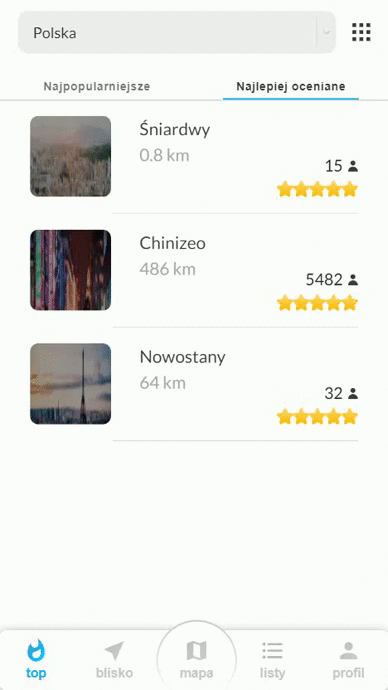 Polska
Najpopularniejsze
Najlepiej oceniane
Śniardwy
0.8 km
15
Chinizeo
486 km
5482
Nowostany
64 km
32
top
blisko
mapa
listy
profil